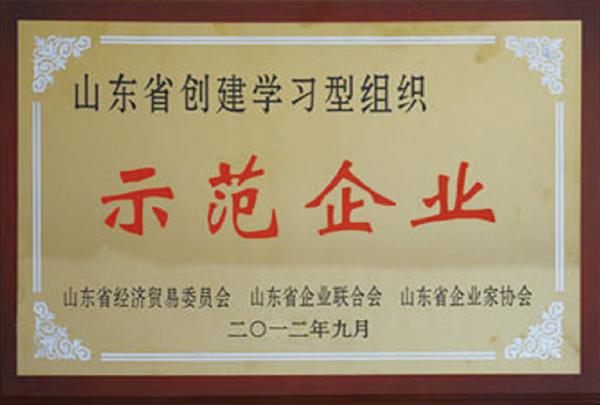 山东省创建学习型组织
示范企业
山东省经济贸易委员会 山东省企业联合会 山东省企业家协会
二〇一二年九月